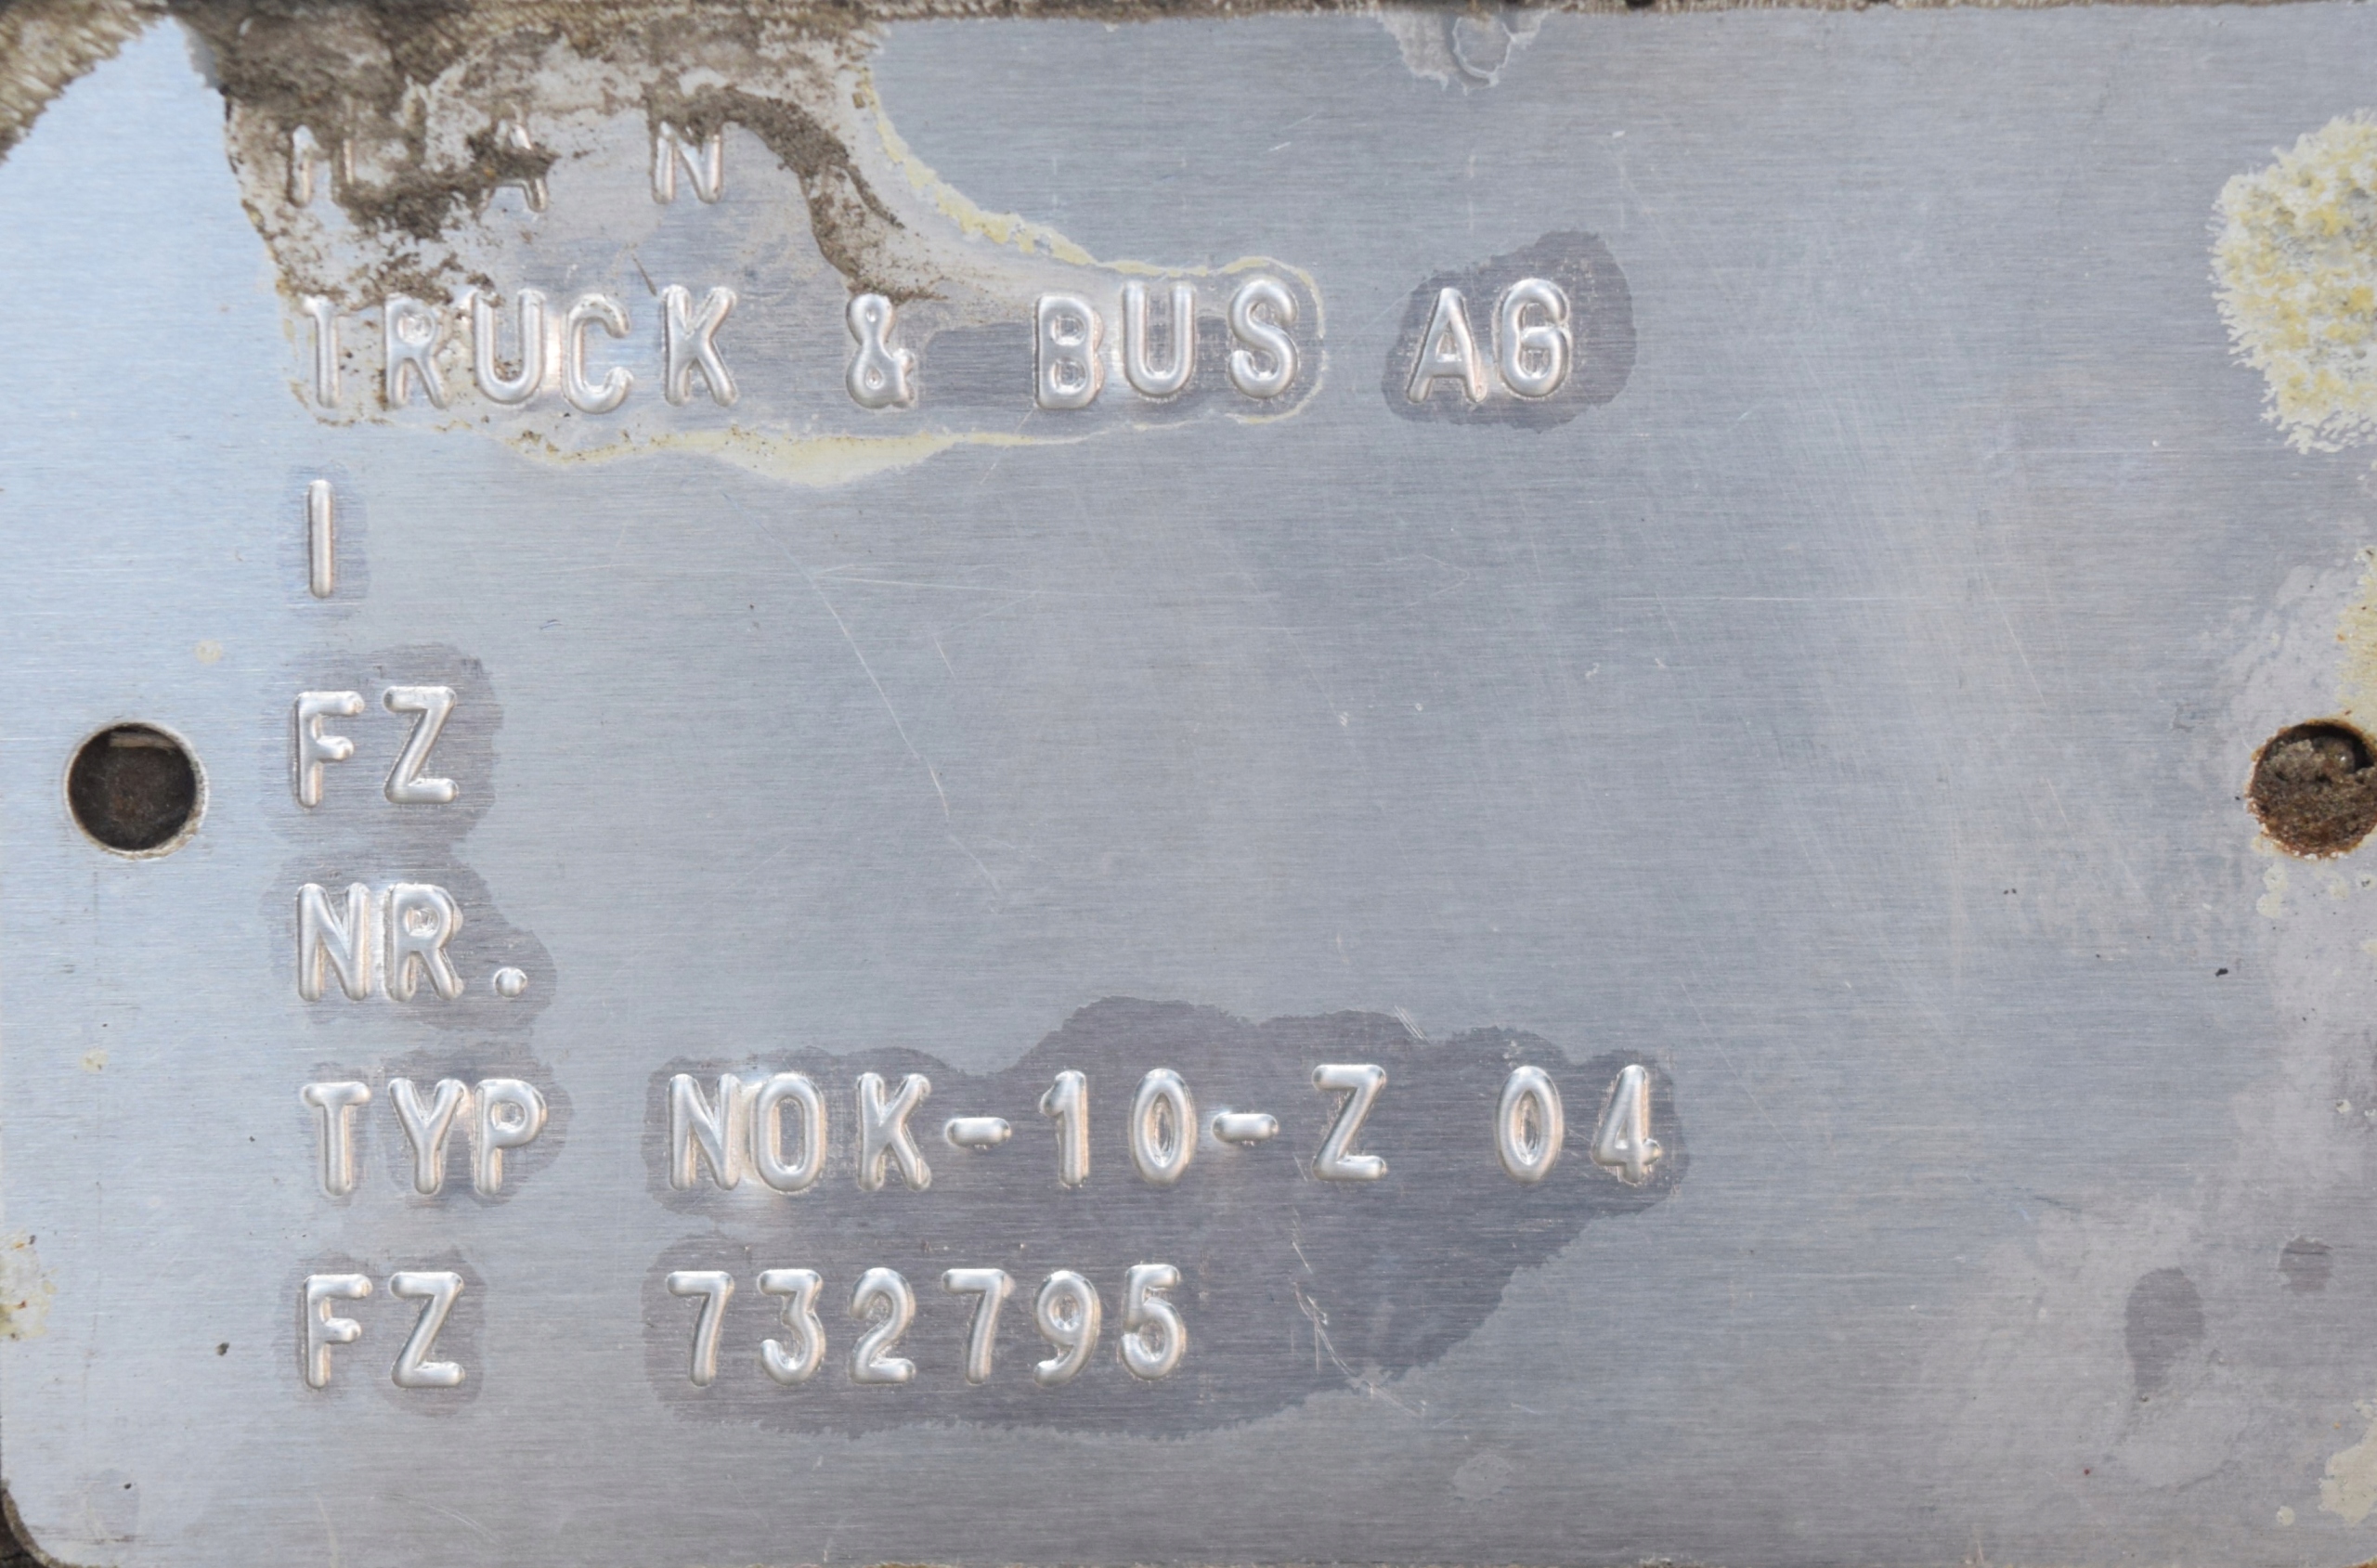 M A N
TRUCK & BUS AG
I
FZ
NR.
TYP NOK-10-Z 04
FZ 732795